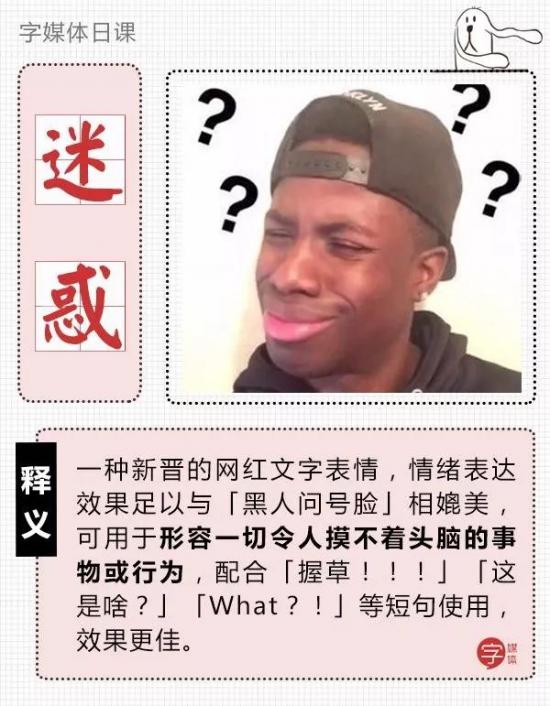 字媒体日课
迷
惑
?
?
?
?
KLYN
释
义
一种新晋的网红文字表情，情绪表达
效果足以与「黑人问号脸」相媲美，
可用于形容一切令人摸不着头脑的事
物或行为，配合「握草！！！」「这
是啥？」「What？！」等短句使用，
效果更佳。
字媒体